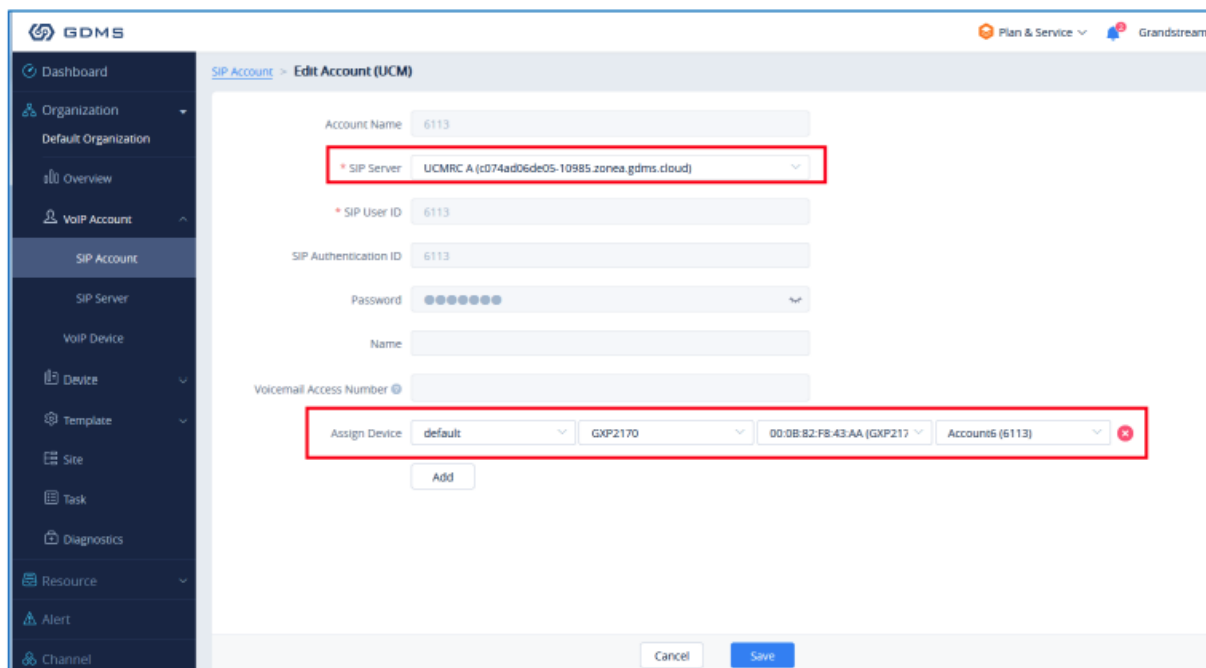 GDMS
Plan & Service
Grandstream
Dashboard
SIP Account > Edit Account (UCM)
Organization
Default Organization
Overview
VoIP Account
SIP Account
SIP Server
VoIP Device
Device
Template
Site
Task
Diagnostics
Resource
Alert
Channel
Account Name 6113
* SIP Server UCMRC A (c074ad06de05-10985.zonea.gdms.cloud)
* SIP User ID 6113
SIP Authentication ID 6113
Password
Name
Voicemail Access Number
Assign Device default GXP2170 00:0B:82:F8:43:AA (GXP217 Account6 (6113)
Add
Cancel Save